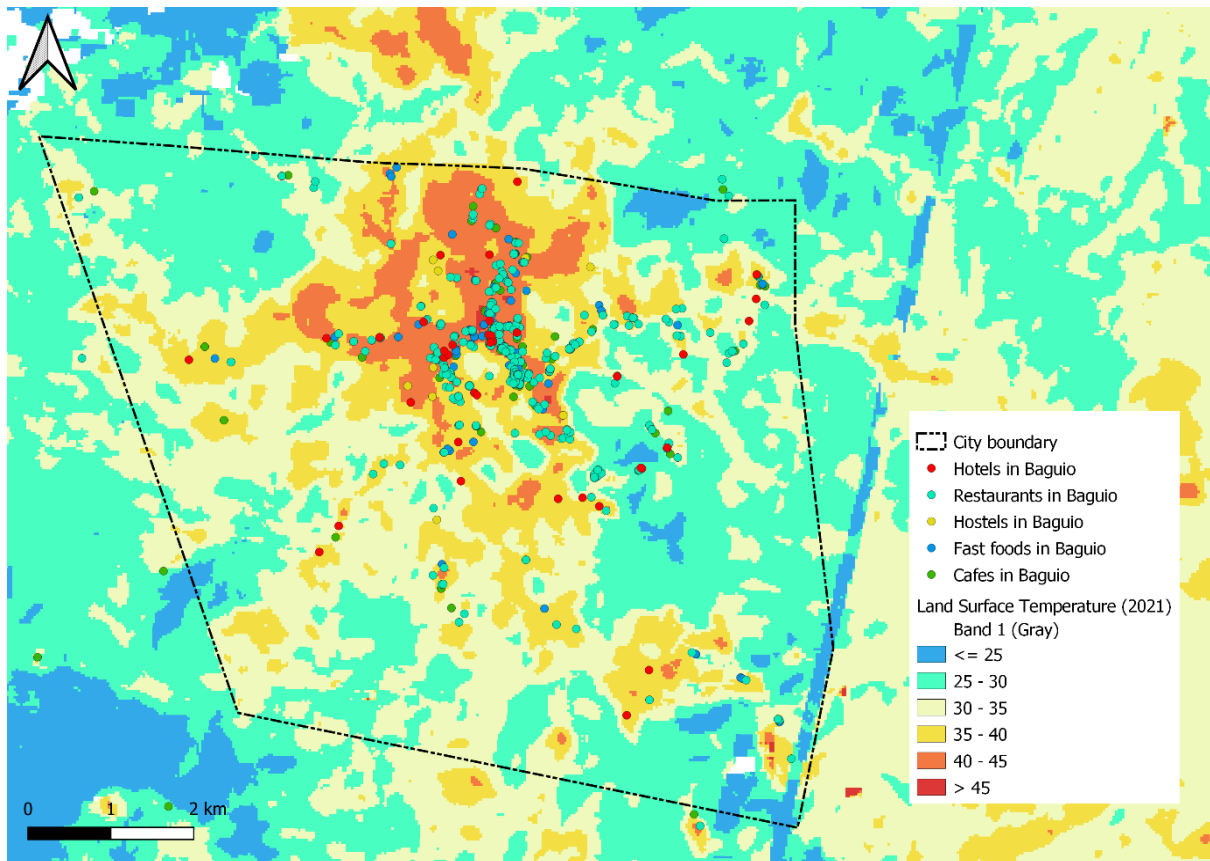 City boundary
Hotels in Baguio
Restaurants in Baguio
Hostels in Baguio
Fast foods in Baguio
Cafes in Baguio
Land Surface Temperature (2021)
Band 1 (Gray)
<= 25
25 - 30
30 - 35
35 - 40
40 - 45
> 45
0 1 2 km